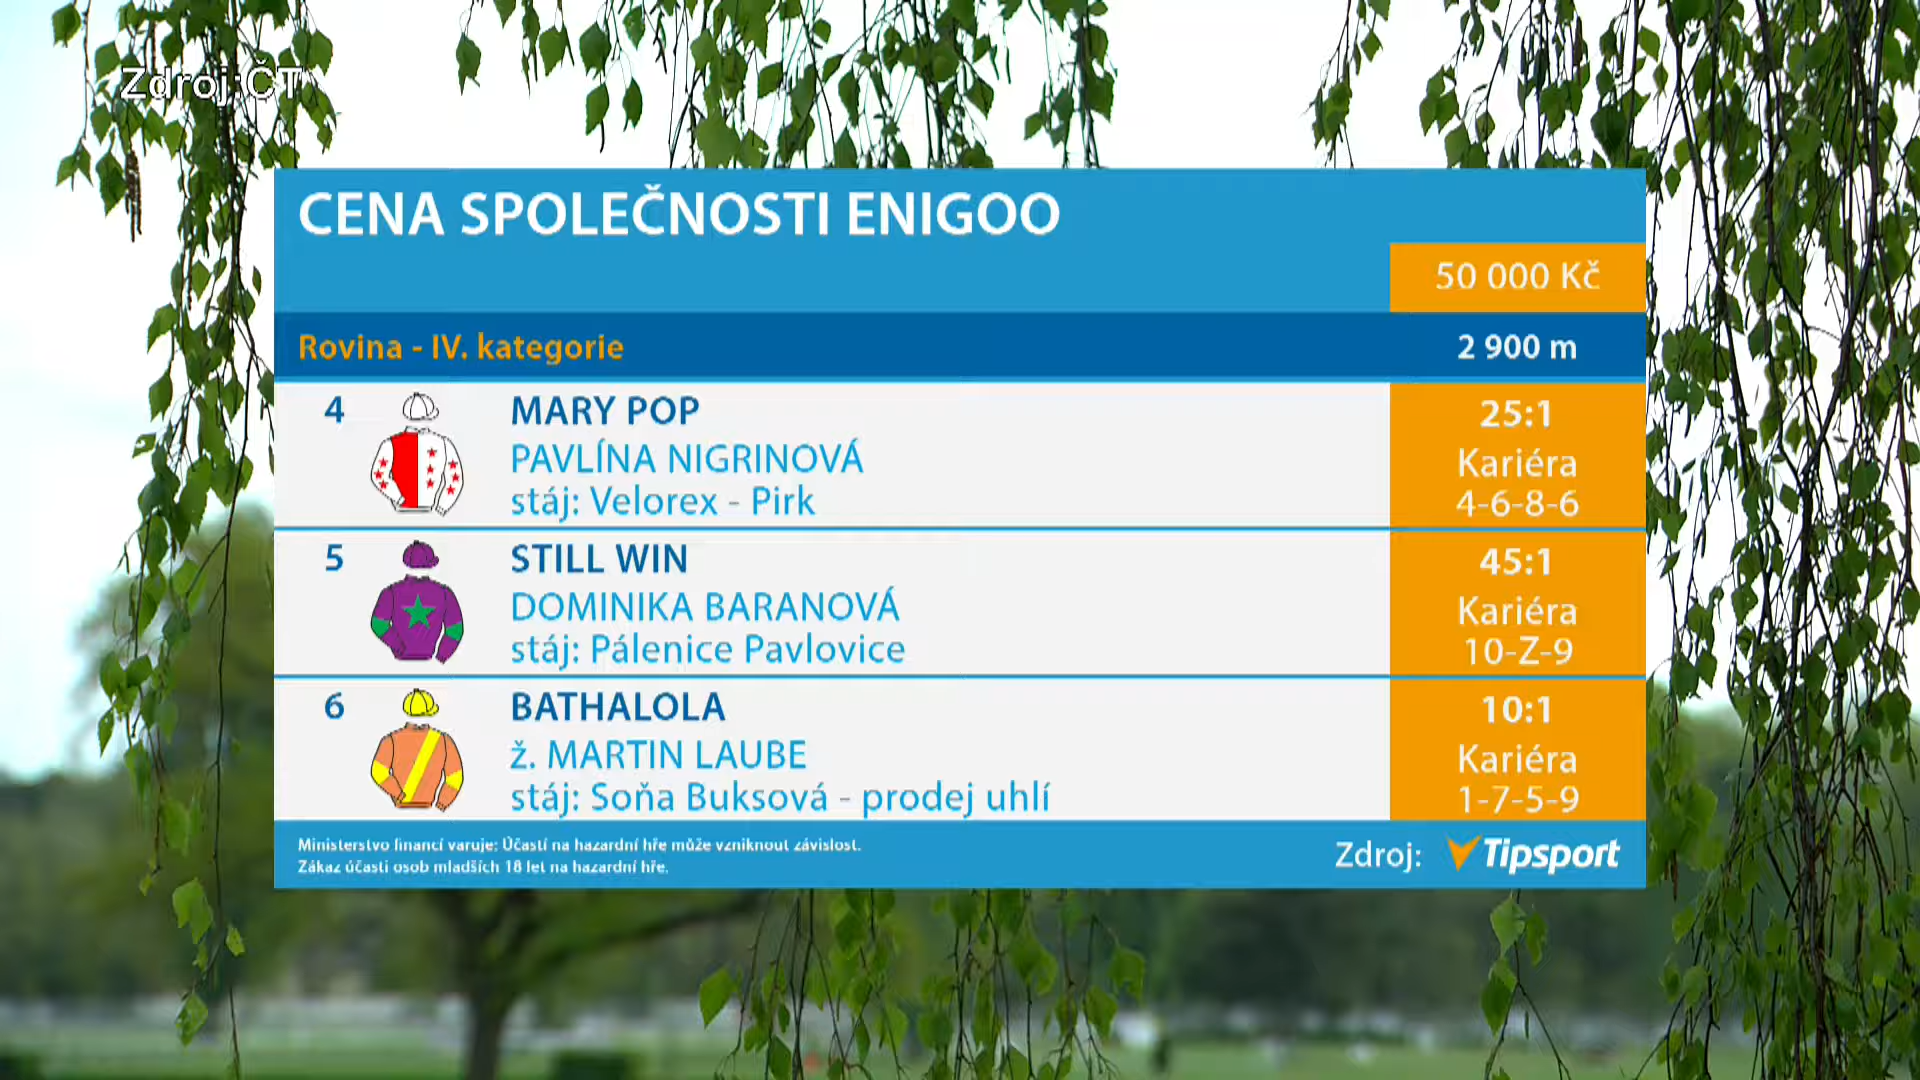 Zdroj:ČT
CENA SPOLEČNOSTI ENIGOO
50 000 Kč
Rovina - IV. kategorie
2 900 m
4
MARY POP
PAVLÍNA NIGRINOVÁ
stáj: Velorex - Pirk
25:1
Kariéra
4-6-8-6
5
STILL WIN
DOMINIKA BARANOVÁ
stáj: Pálenice Pavlovice
45:1
Kariéra
10-Z-9
6
BATHALOLA
ž. MARTIN LAUBE
stáj: Soňa Buksová - prodej uhlí
10:1
Kariéra
1-7-5-9
Ministerstvo financí varuje: Účastí na hazardní hře může vzniknout závislost.
Zákaz účasti osob mladších 18 let na hazardní hře.
Zdroj: Tipsport